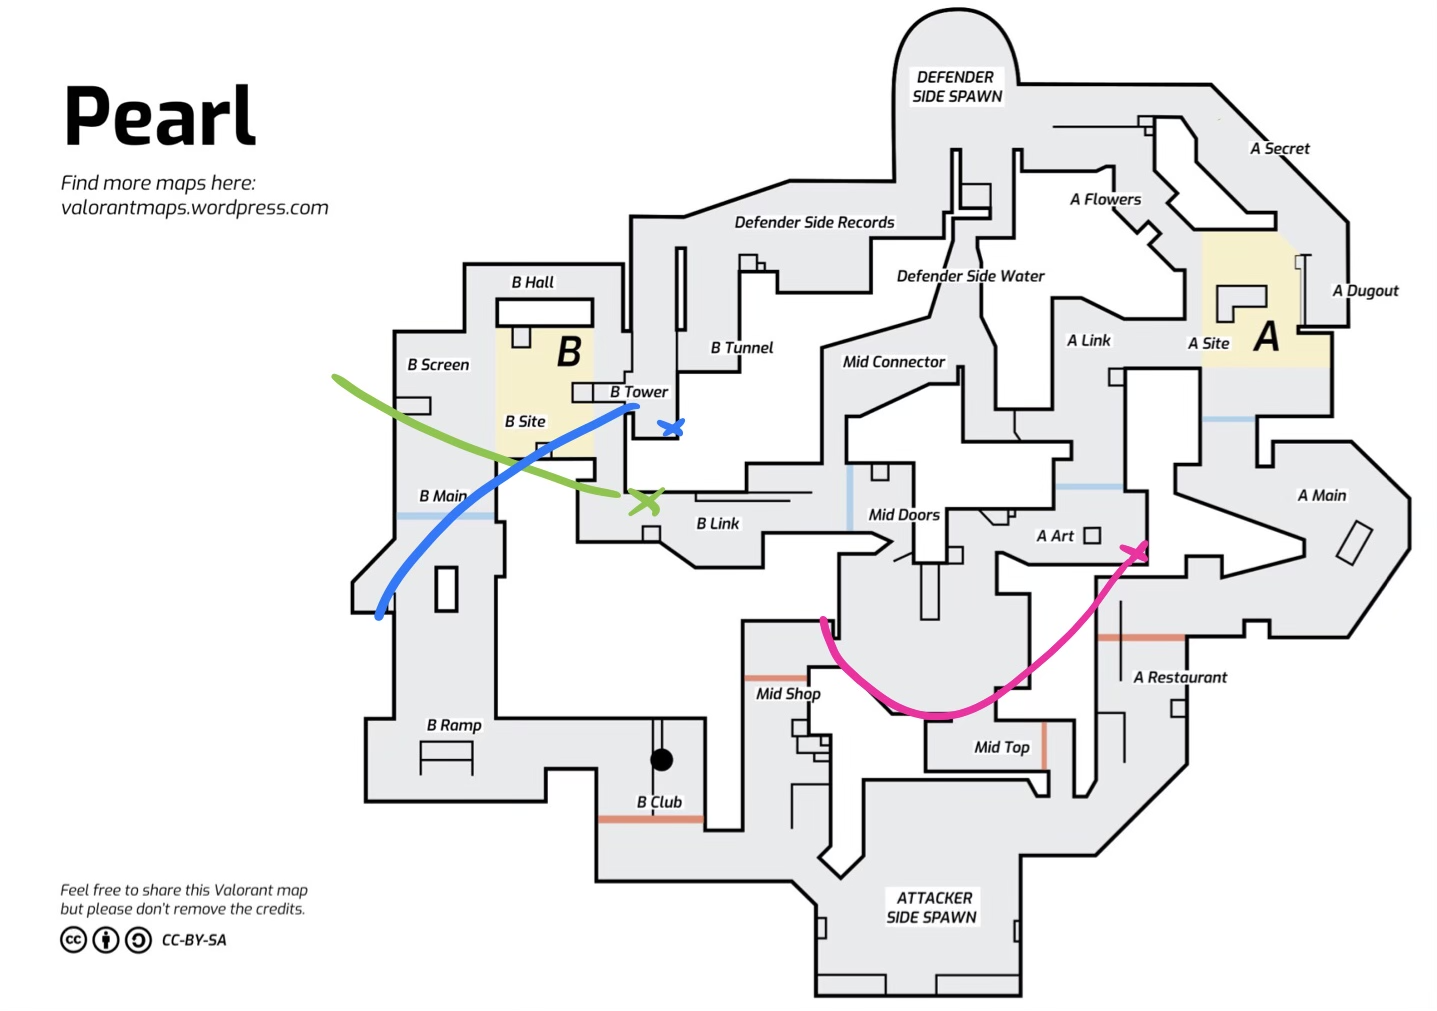 Pearl
Find more maps here:
valorantmaps.wordpress.com
DEFENDER
SIDE SPAWN
A Secret
A Flowers
Defender Side Records
Defender Side Water
B Hall
A Dugout
B
A
B Screen
B Tunnel
Mid Connector
A Link
A Site
B Tower
B Site
B Main
A Main
B Link
Mid Doors
A Art
Mid Shop
A Restaurant
B Ramp
Mid Top
B Club
ATTACKER
SIDE SPAWN
Feel free to share this Valorant map
but please don't remove the credits.
cc CC-BY-SA